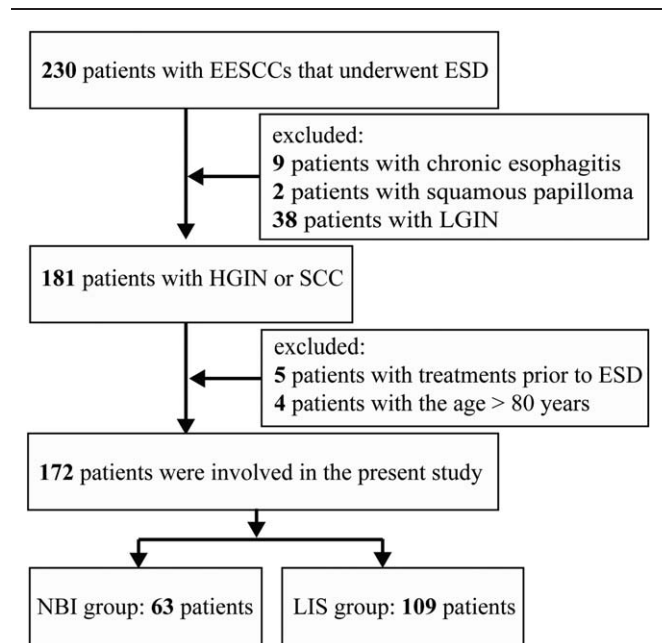 230 patients with EESCCs that underwent ESD
excluded:
9 patients with chronic esophagitis
2 patients with squamous papilloma
38 patients with LGIN
181 patients with HGIN or SCC
excluded:
5 patients with treatments prior to ESD
4 patients with the age > 80 years
172 patients were involved in the present study
NBI group: 63 patients
LIS group: 109 patients